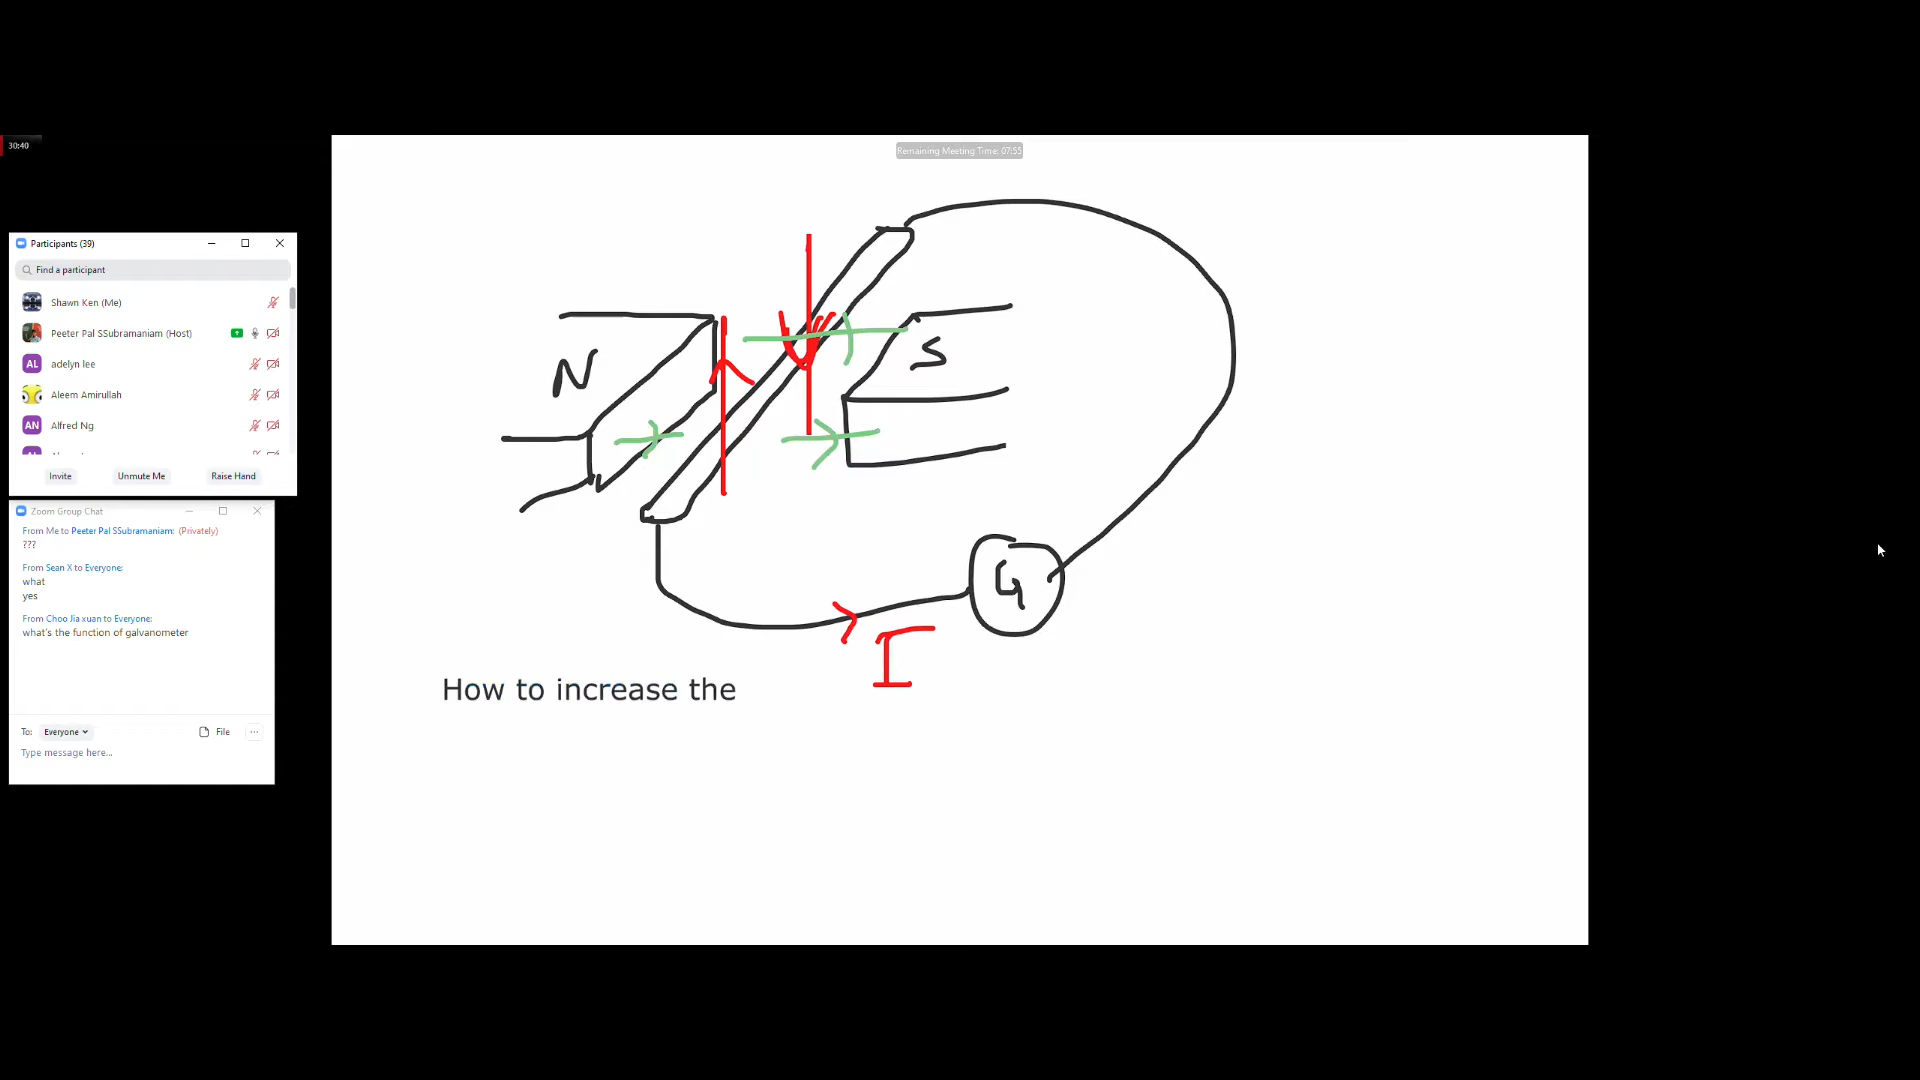 30:40
Remaining Meeting Time: 07:55
Participants (39)
Find a participant
Shawn Ken (Me)
Peeter Pal SSubramaniam (Host)
AL adelyn lee
Aleem Amirullah
AN Alfred Ng
Invite Unmute Me Raise Hand
Zoom Group Chat
From Me to Peeter Pal SSubramaniam: (Privately)
???
From Sean X to Everyone:
what
yes
From Choo Jia xuan to Everyone:
what's the function of galvanometer
To: Everyone File ...
Type message here...
N
S
G
I
How to increase the